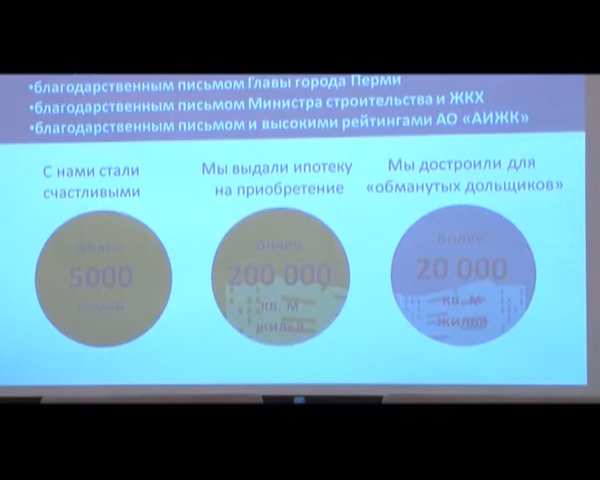 •благодарственным письмом Главы города Перми
•благодарственным письмом Министра строительства и ЖКХ
•благодарственным письмом и высокими рейтингами АО «АИЖК»
С нами стали
счастливыми
более
5000
семей
Мы выдали ипотеку
на приобретение
более
200 000
кв. м
жилья
Мы достроили для
«обманутых дольщиков»
более
20 000
кв. м
жилья